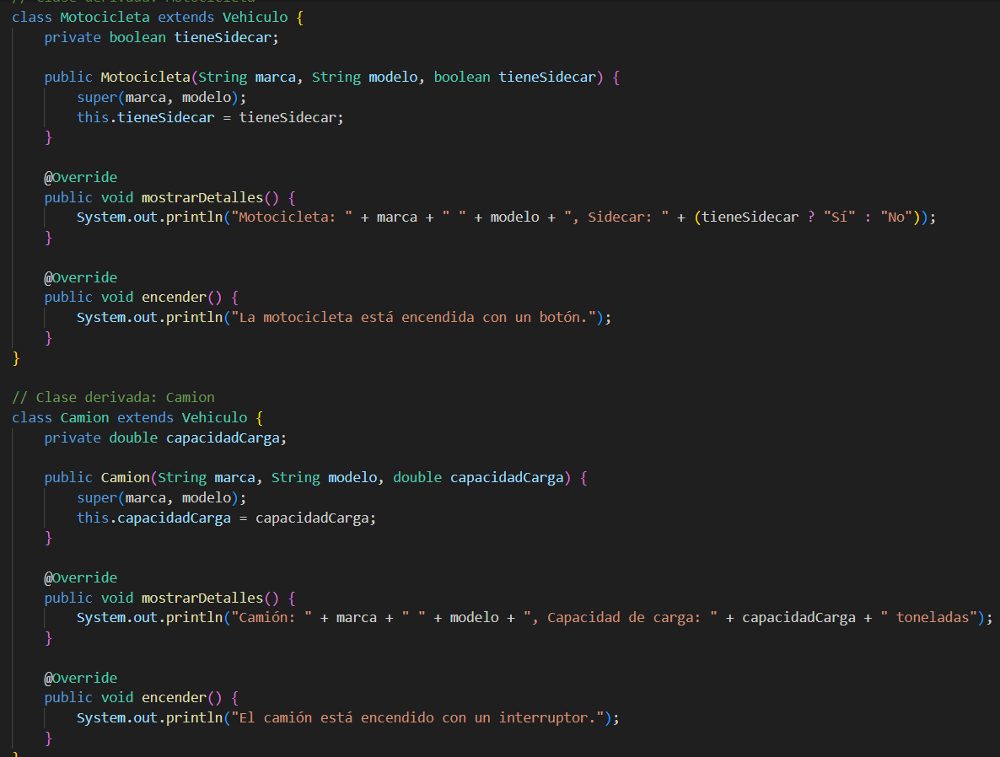 // Clase derivada: Motocicleta
class Motocicleta extends Vehiculo {
    private boolean tieneSidecar;

    public Motocicleta(String marca, String modelo, boolean tieneSidecar) {
        super(marca, modelo);
        this.tieneSidecar = tieneSidecar;
    }

    @Override
    public void mostrarDetalles() {
        System.out.println("Motocicleta: " + marca + " " + modelo + ", Sidecar: " + (tieneSidecar ? "Sí" : "No"));
    }

    @Override
    public void encender() {
        System.out.println("La motocicleta está encendida con un botón.");
    }
}

// Clase derivada: Camion
class Camion extends Vehiculo {
    private double capacidadCarga;

    public Camion(String marca, String modelo, double capacidadCarga) {
        super(marca, modelo);
        this.capacidadCarga = capacidadCarga;
    }

    @Override
    public void mostrarDetalles() {
        System.out.println("Camión: " + marca + " " + modelo + ", Capacidad de carga: " + capacidadCarga + " toneladas");
    }

    @Override
    public void encender() {
        System.out.println("El camión está encendido con un interruptor.");
    }
}